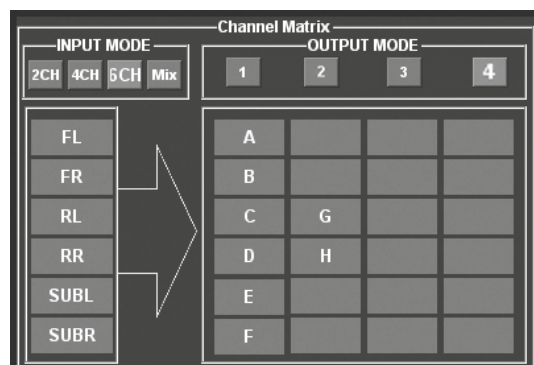 Channel Matrix
INPUT MODE
OUTPUT MODE
2CH 4CH 6CH Mix
1 2 3 4
FL A
FR B
RL C G
RR D H
SUBL E
SUBR F